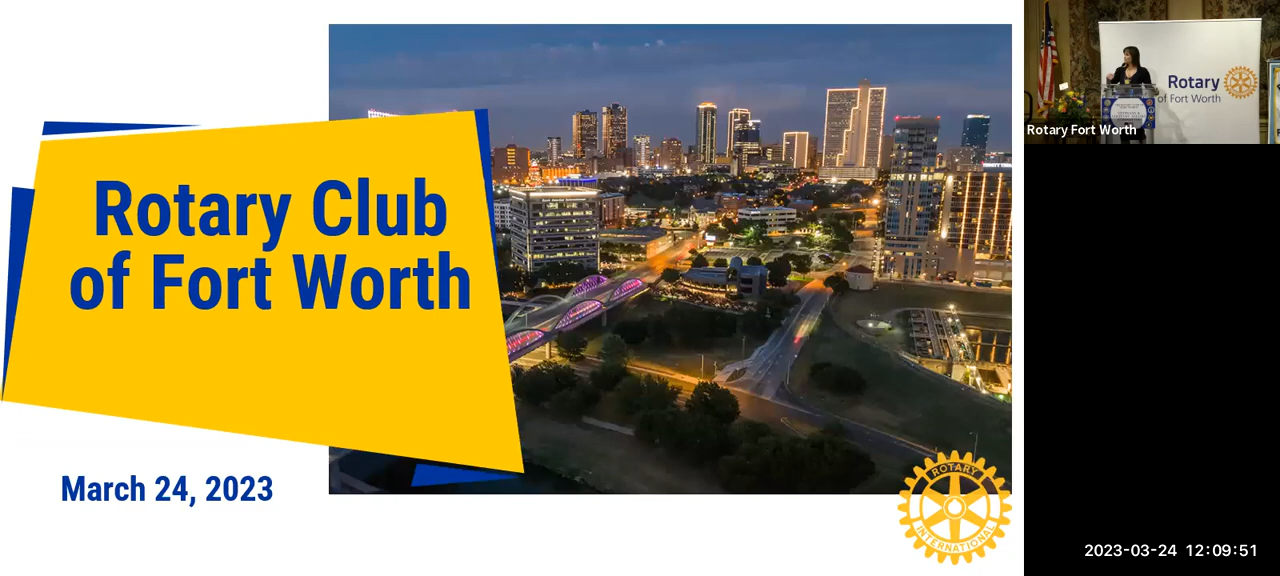 Rotary Club
of Fort Worth
March 24, 2023
ROTARY
INTERNATIONAL
Rotary
of Fort Worth
Rotary Fort Worth
2023-03-24 12:09:51